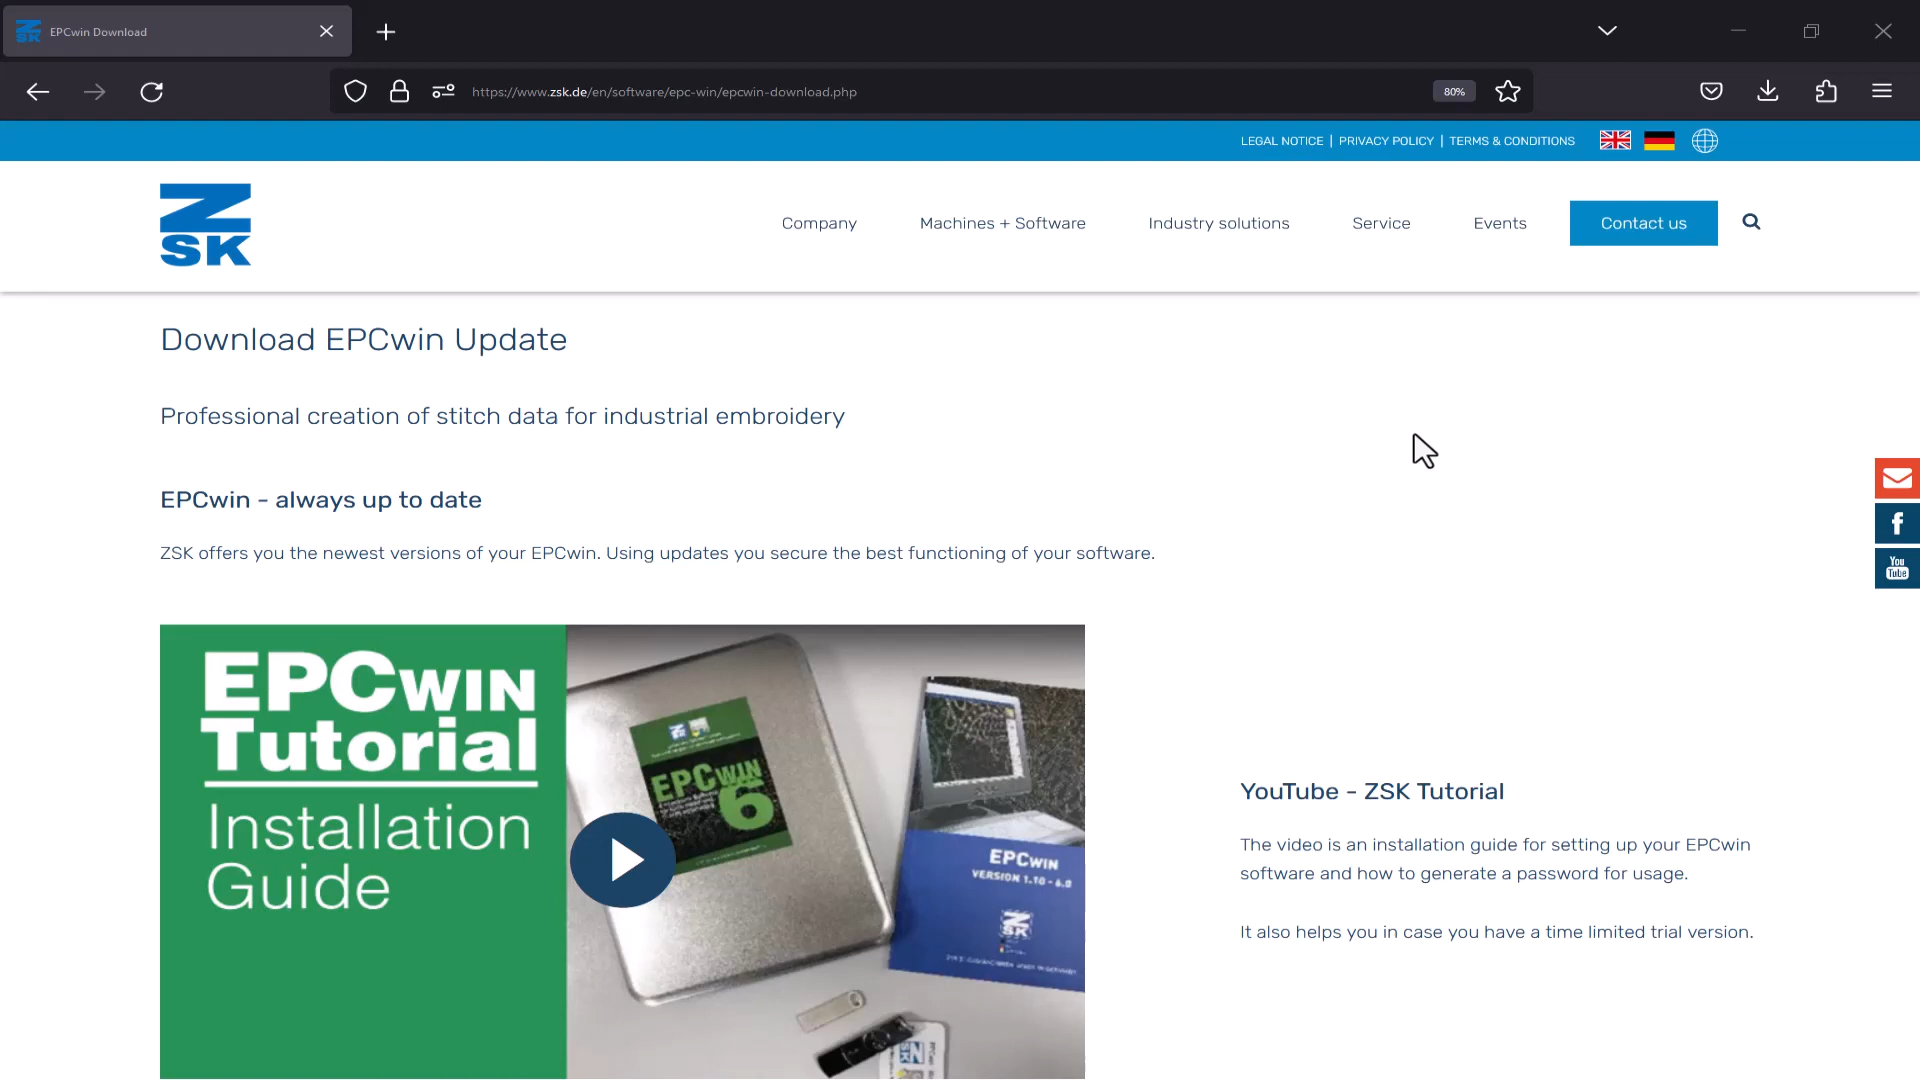 EPCwin Download
https://www.zsk.de/en/software/epc-win/epcwin-download.php
80%
LEGAL NOTICE | PRIVACY POLICY | TERMS & CONDITIONS
ZSK
Company
Machines + Software
Industry solutions
Service
Events
Contact us
Download EPCwin Update
Professional creation of stitch data for industrial embroidery
EPCwin - always up to date
ZSK offers you the newest versions of your EPCwin. Using updates you secure the best functioning of your software.
You
Tube
EPCWIN
Tutorial
Installation
Guide
EPCWIN
6
EPCWIN
VERSION 1.10 - 6.0
ZSK
YouTube - ZSK Tutorial
The video is an installation guide for setting up your EPCwin
software and how to generate a password for usage.
It also helps you in case you have a time limited trial version.